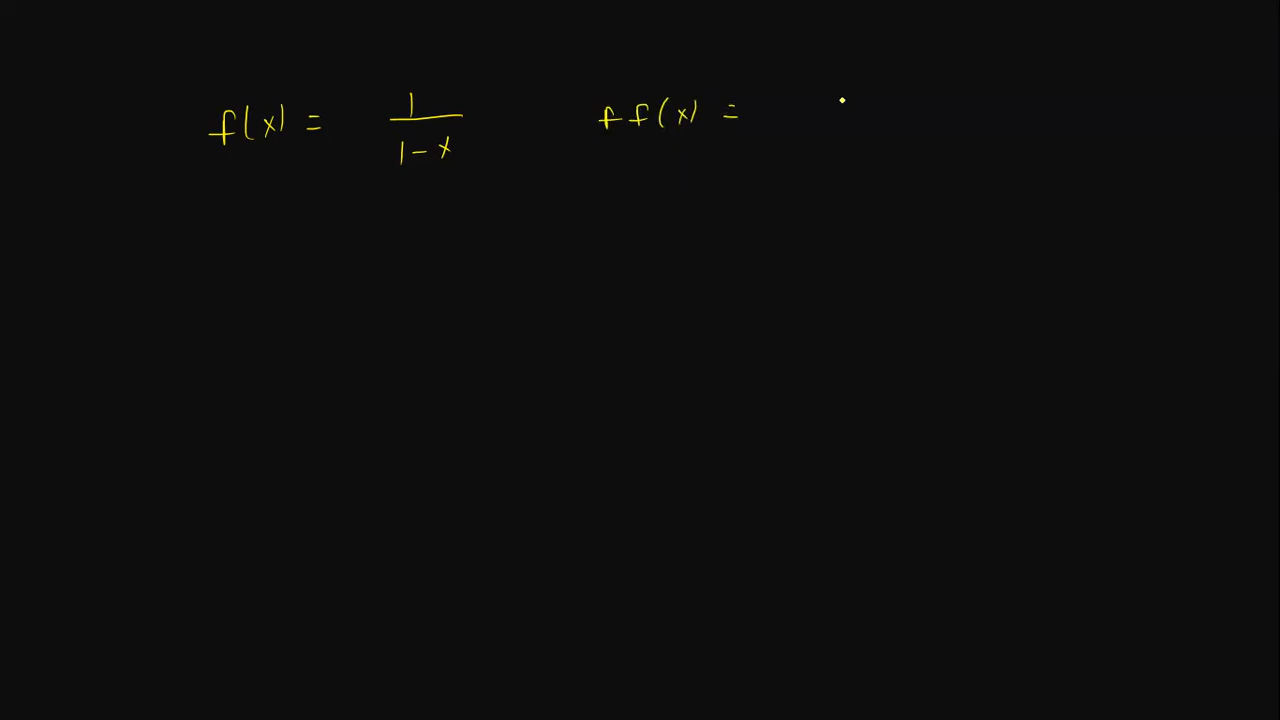 f(x) = 1/(1-x) ff(x) =